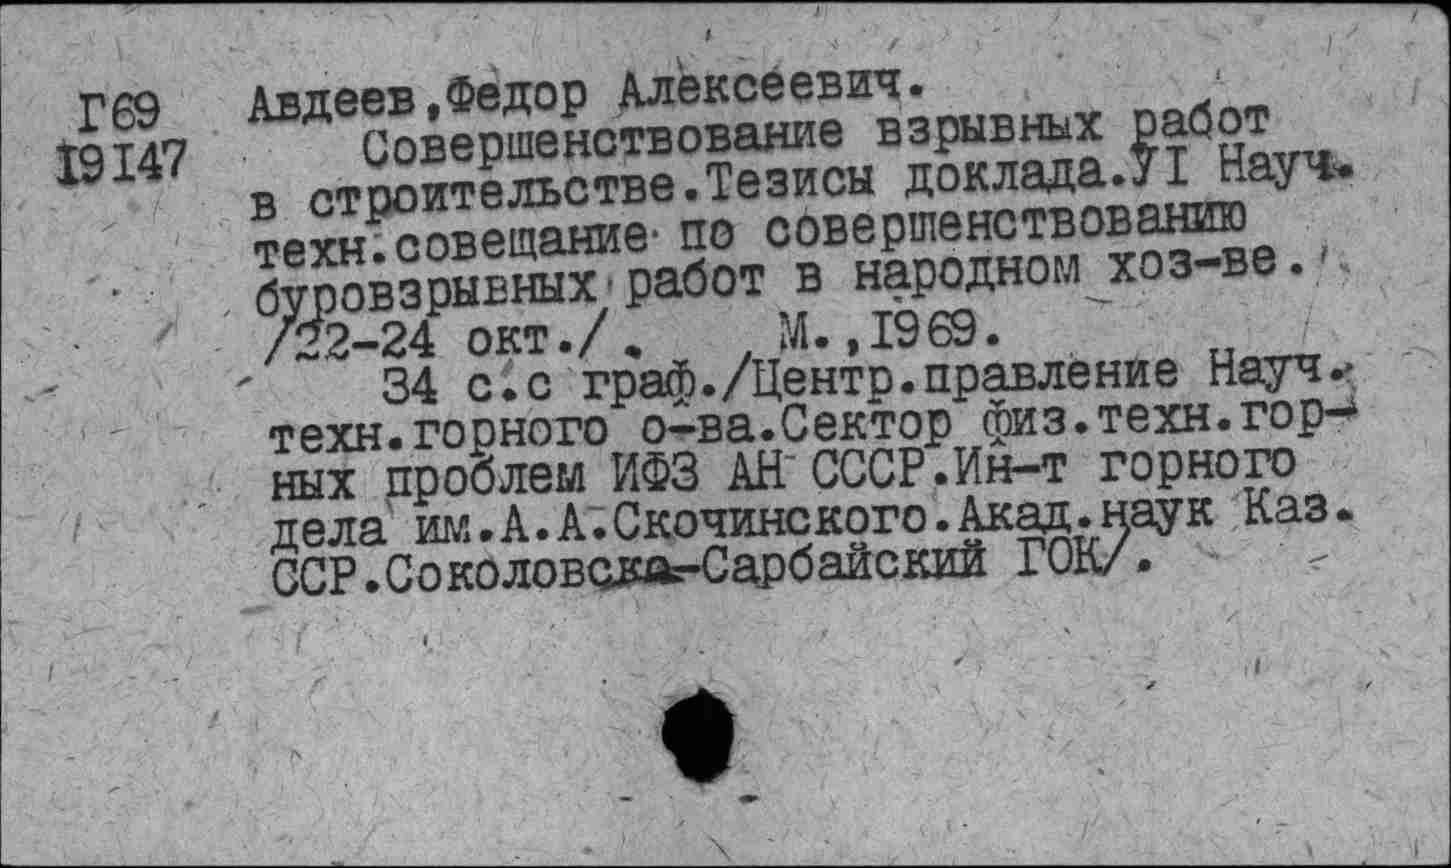 Г69
19147
Авдеев,Федор Алексеевич.
Совершенствование взрывных работ
в строительстве.Тезисы доклада.УI Науч.
техн.совещание по совершенствованию
буровзрывных работ в народном хоз-ве.
/22-24 окт./. М.,1969.
34 с.с граф./Центр.правление Науч.
техн.горного о-ва.Сектор физ.техн.гор-
ных проблем ИФЗ АН СССР.Ин-т горного
дела им.А.А.Скочинского.Акад.наук Каз.
ССР.Соколовско-Сарбайский ГОК/.